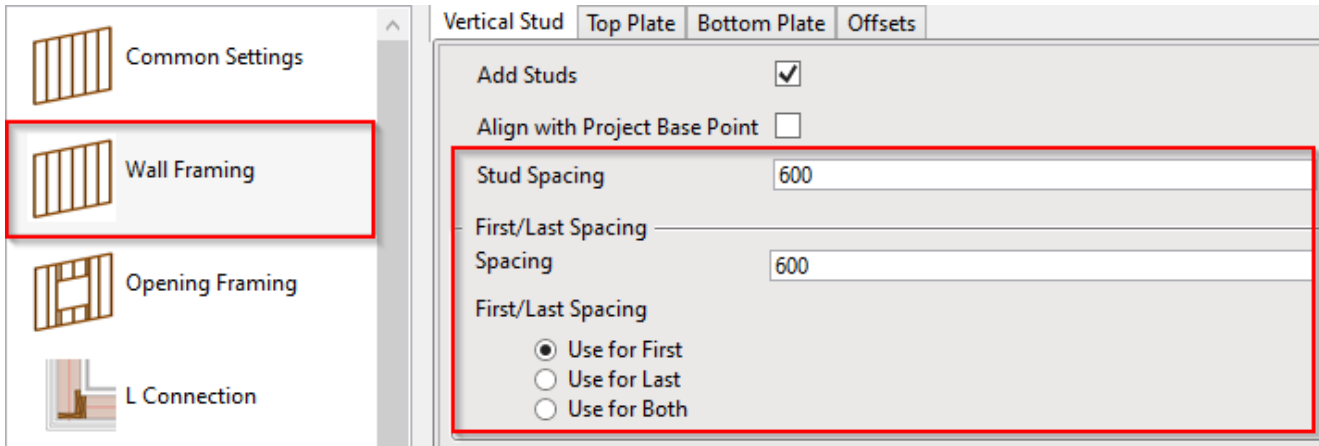 Common Settings
Wall Framing
Opening Framing
L Connection
Vertical Stud Top Plate Bottom Plate Offsets
Add Studs
Align with Project Base Point
Stud Spacing 600
First/Last Spacing
Spacing 600
First/Last Spacing
Use for First
Use for Last
Use for Both